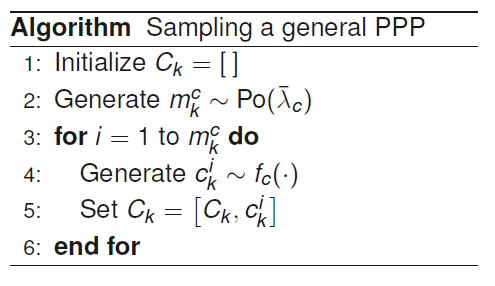 Algorithm Sampling a general PPP
1: Initialize $C_k = [\,]$
2: Generate $m_k^c \sim \text{Po}(\bar{\lambda}_c)$
3: for $i = 1$ to $m_k^c$ do
4: Generate $c_k^i \sim f_c(\cdot)$
5: Set $C_k = [C_k, c_k^i]$
6: end for